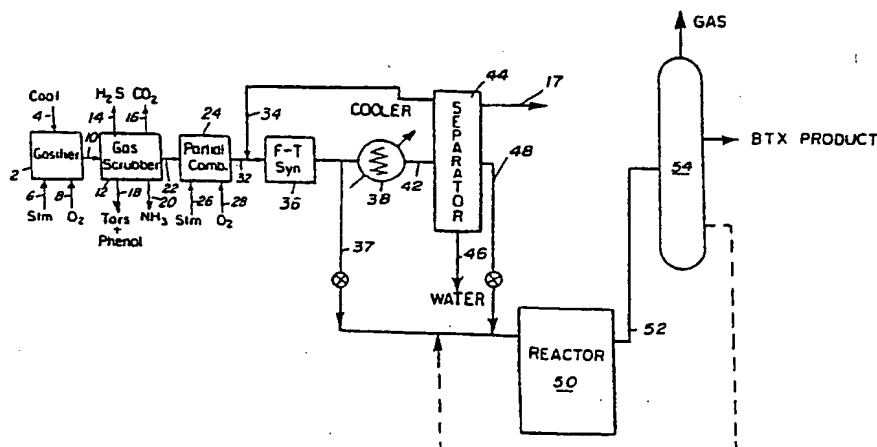 GAS
Coal
4
H2S CO2
14
16
24
34
COOLER
44
17
10
Gasifier
2
Gas
Scrubber
Partial
Comb.
32
F-T
Syn
SEPARATOR
48
BTX PRODUCT
54
6
8
12
18
20
22
26
28
36
38
42
Stm
O2
Tars
+
Phenol
NH3
Stm
O2
37
46
WATER
52
REACTOR
50